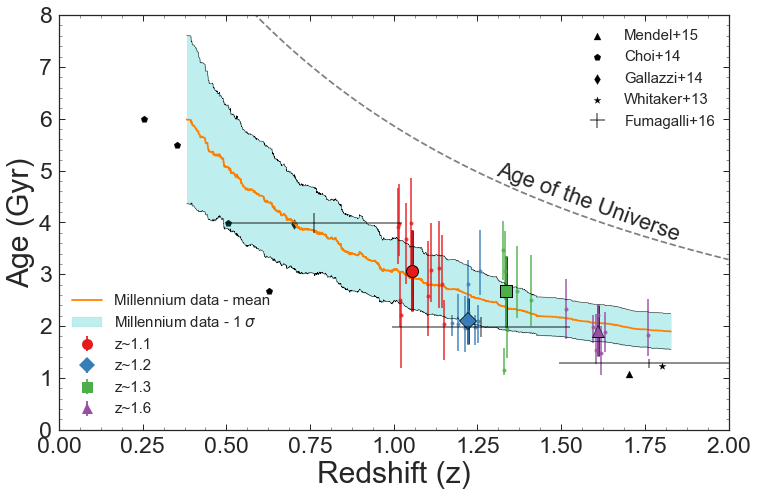 8
7
6
5
4
3
2
1
0
Age (Gyr)
Mendel+15
Choi+14
Gallazzi+14
Whitaker+13
Fumagalli+16
Age of the Universe
Millennium data - mean
Millennium data - 1 σ
z~1.1
z~1.2
z~1.3
z~1.6
0.00 0.25 0.50 0.75 1.00 1.25 1.50 1.75 2.00
Redshift (z)